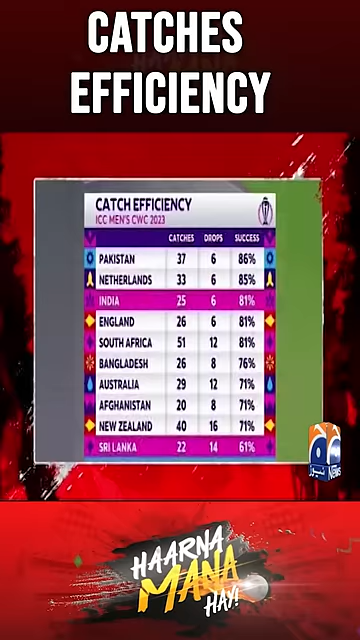 CATCHES
EFFICIENCY
CATCH EFFICIENCY
ICC MEN'S CWC 2023
CATCHES DROPS SUCCESS
PAKISTAN 37 6 86%
NETHERLANDS 33 6 85%
INDIA 25 6 81%
ENGLAND 26 6 81%
SOUTH AFRICA 51 12 81%
BANGLADESH 26 8 76%
AUSTRALIA 29 12 71%
AFGHANISTAN 20 8 71%
NEW ZEALAND 40 16 71%
SRI LANKA 22 14 61%
نیوز NEWS
HAARNA
MANA
HAY!